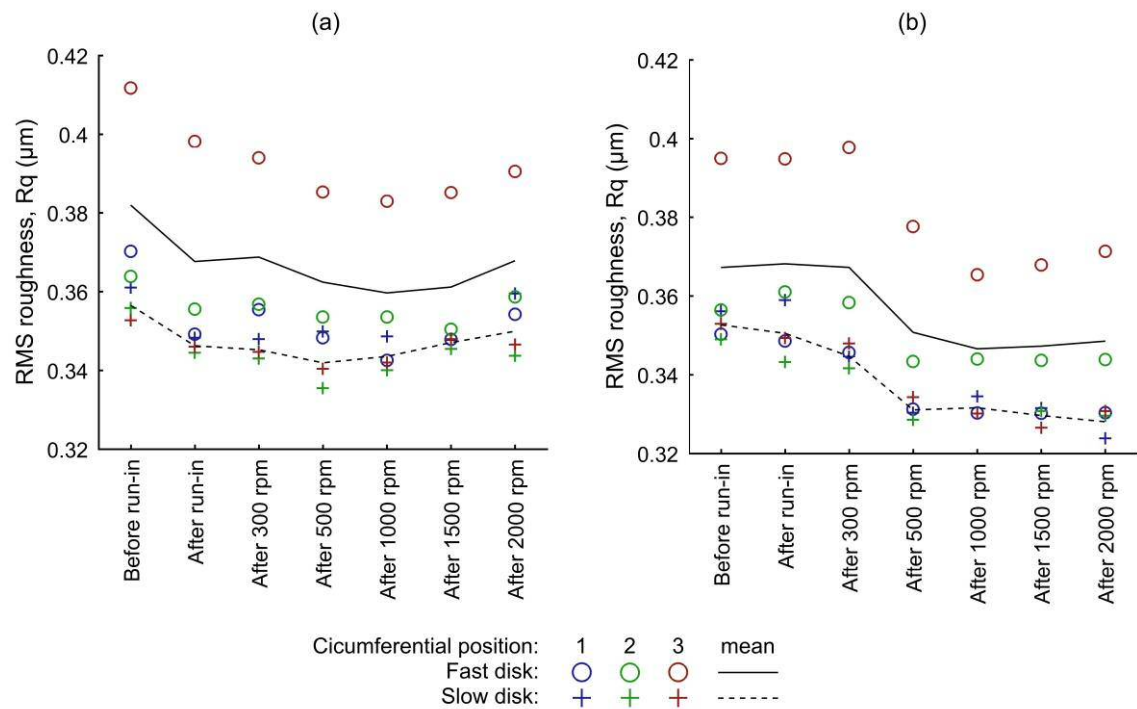 (a)
RMS roughness, Rq (μm)
0.42
0.4
0.38
0.36
0.34
0.32
Before run-in
After run-in
After 300 rpm
After 500 rpm
After 1000 rpm
After 1500 rpm
After 2000 rpm
(b)
RMS roughness, Rq (μm)
0.42
0.4
0.38
0.36
0.34
0.32
Before run-in
After run-in
After 300 rpm
After 500 rpm
After 1000 rpm
After 1500 rpm
After 2000 rpm
Cicumferential position: 1 2 3 mean
Fast disk:
Slow disk: